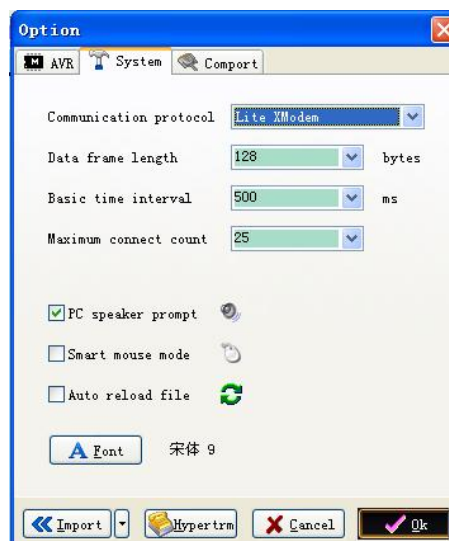 Option
AVR System Comport
Communication protocol Lite XModem
Data frame length 128 bytes
Basic time interval 500 ms
Maximum connect count 25
PC speaker prompt
Smart mouse mode
Auto reload file
A Font 宋体 9
Import Hypertrm Cancel Ok